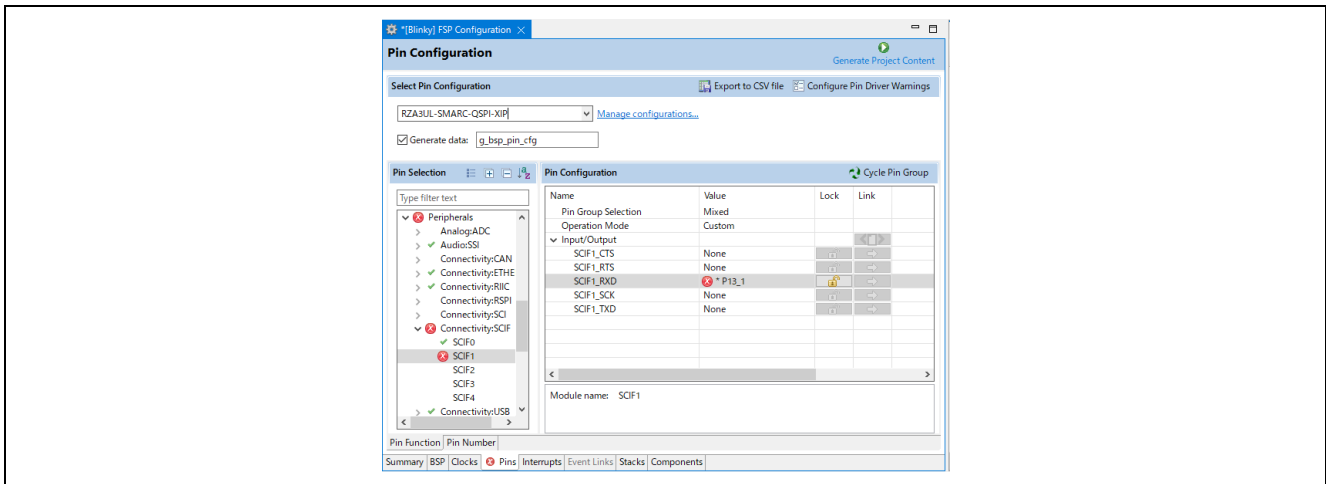 *[Blinky] FSP Configuration
Pin Configuration
Generate Project Content
Select Pin Configuration
Export to CSV file
Configure Pin Driver Warnings
RZA3UL-SMARC-QSPI-XIP
Manage configurations...
Generate data: g_bsp_pin_cfg
Pin Selection
Pin Configuration
Cycle Pin Group
Type filter text
Peripherals
Analog:ADC
Audio:SSI
Connectivity:CAN
Connectivity:ETHE
Connectivity:RIIC
Connectivity:RSPI
Connectivity:SCI
Connectivity:SCIF
SCIF0
SCIF1
SCIF2
SCIF3
SCIF4
Connectivity:USB
Name Value Lock Link
Pin Group Selection Mixed
Operation Mode Custom
Input/Output
SCIF1_CTS None
SCIF1_RTS None
SCIF1_RXD * P13_1
SCIF1_SCK None
SCIF1_TXD None
Module name: SCIF1
Pin Function Pin Number
Summary BSP Clocks Pins Interrupts Event Links Stacks Components